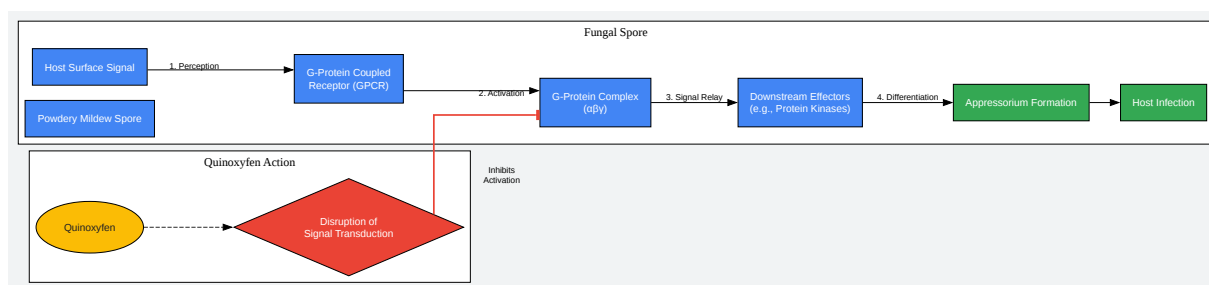 Fungal Spore
Host Surface Signal
1. Perception
G-Protein Coupled
Receptor (GPCR)
2. Activation
G-Protein Complex
(αβγ)
3. Signal Relay
Downstream Effectors
(e.g., Protein Kinases)
4. Differentiation
Appressorium Formation
Host Infection
Powdery Mildew Spore
Quinoxyfen Action
Inhibits
Activation
Quinoxyfen
Disruption of
Signal Transduction